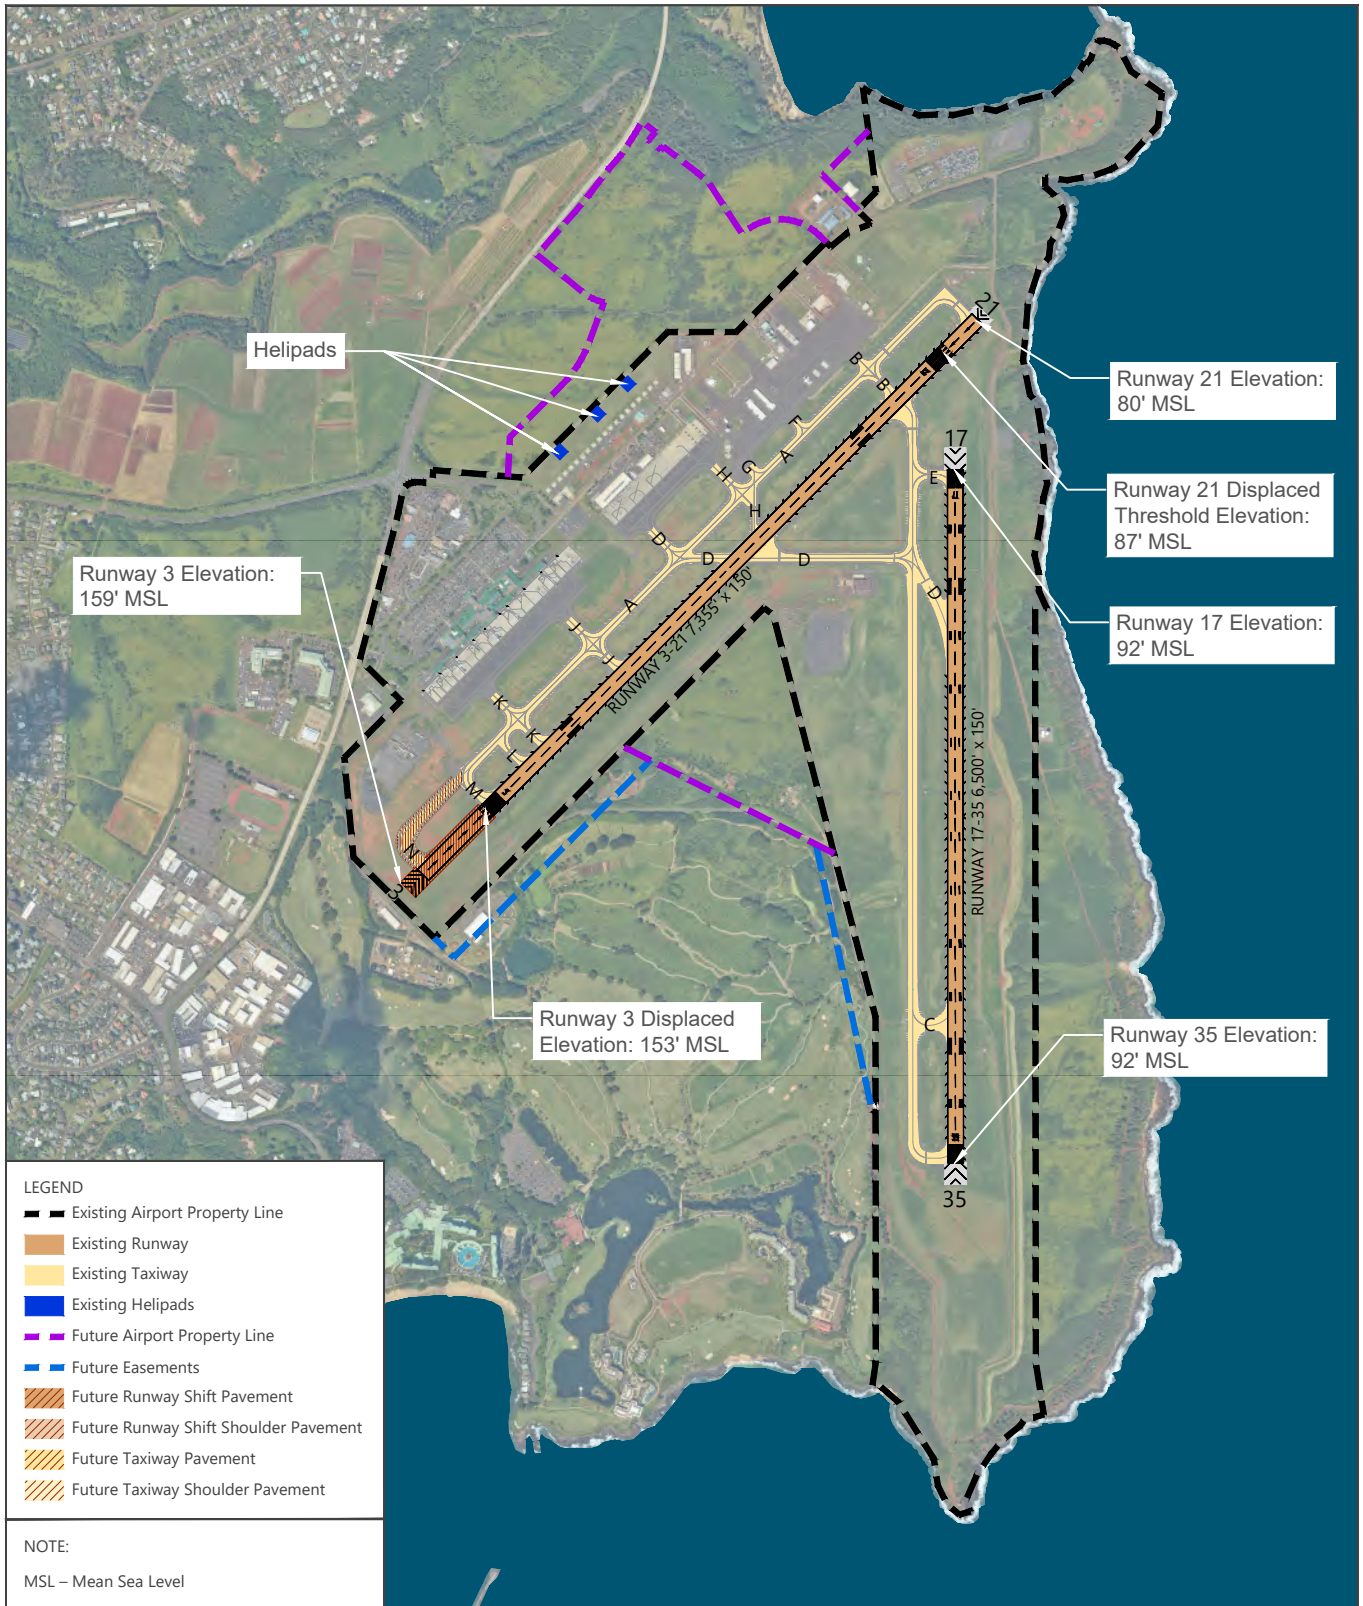 21
Helipads
B
B
Runway 21 Elevation:
80' MSL
F
17
A
G
H
E
Runway 21 Displaced
Threshold Elevation:
87' MSL
H
D
D
D
Runway 3 Elevation:
159' MSL
D
A
RUNWAY 3-21 7,355' x 150'
J
J
Runway 17 Elevation:
92' MSL
K
K
L
M
RUNWAY 17-35 6,500' x 150'
N
3
Runway 3 Displaced
Elevation: 153' MSL
C
Runway 35 Elevation:
92' MSL
35
LEGEND
Existing Airport Property Line
Existing Runway
Existing Taxiway
Existing Helipads
Future Airport Property Line
Future Easements
Future Runway Shift Pavement
Future Runway Shift Shoulder Pavement
Future Taxiway Pavement
Future Taxiway Shoulder Pavement
NOTE:
MSL – Mean Sea Level